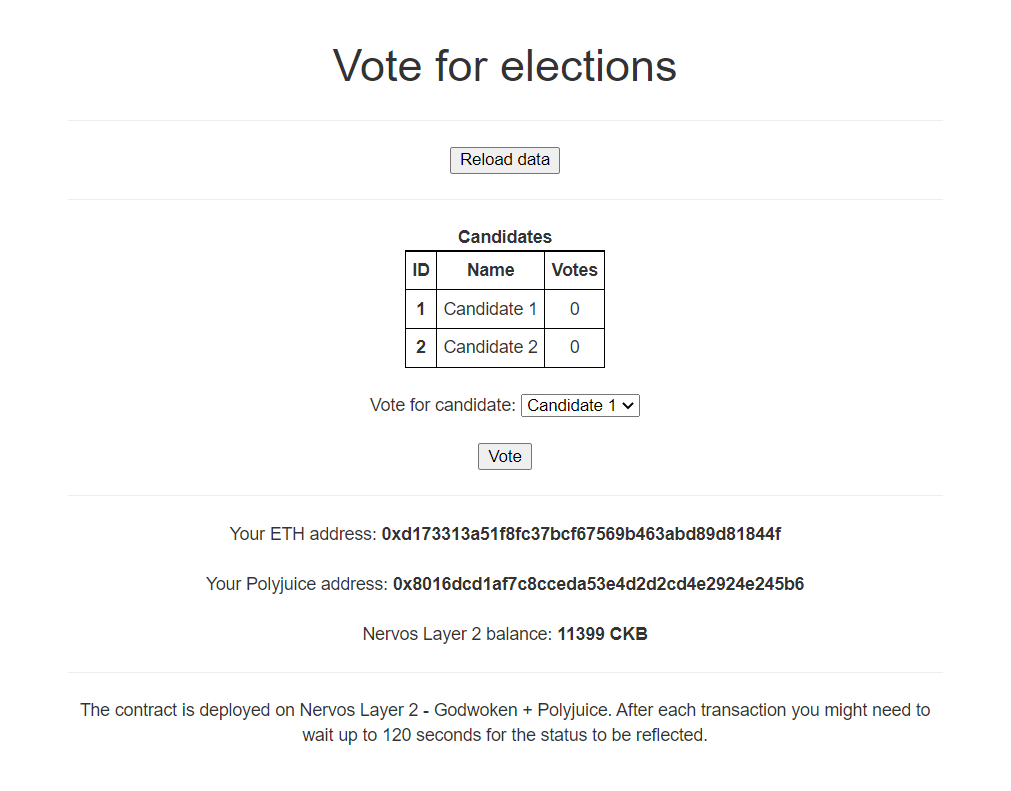 Vote for elections
Reload data
Candidates
ID Name Votes
1 Candidate 1 0
2 Candidate 2 0
Vote for candidate: Candidate 1
Vote
Your ETH address: 0xd173313a51f8fc37bcf67569b463abd89d81844f
Your Polyjuice address: 0x8016dcd1af7c8cceda53e4d2d2cd4e2924e245b6
Nervos Layer 2 balance: 11399 CKB
The contract is deployed on Nervos Layer 2 - Godwoken + Polyjuice. After each transaction you might need to
wait up to 120 seconds for the status to be reflected.